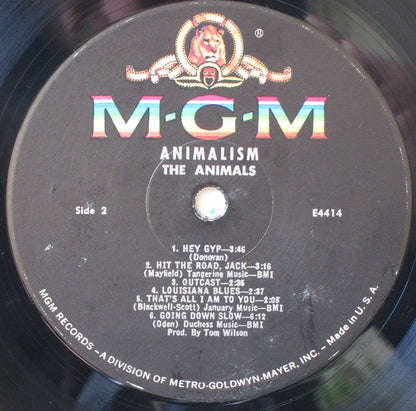 ®
M-G-M
ANIMALISM
THE ANIMALS
Side 2
E4414
1. HEY GYP—3:46
(Donovan)
2. HIT THE ROAD, JACK—3:16
(Mayfield) Tangerine Music—BMI
3. OUTCAST—2:35
4. LOUISIANA BLUES—2:37
5. THAT'S ALL I AM TO YOU—2:08
(Blackwell-Scott) January Music—BMI
6. GOING DOWN SLOW—6:12
(Oden) Duchess Music—BMI
Prod. By Tom Wilson
MGM RECORDS—A DIVISION OF METRO-GOLDWYN-MAYER, INC.—Made in U.S.A.